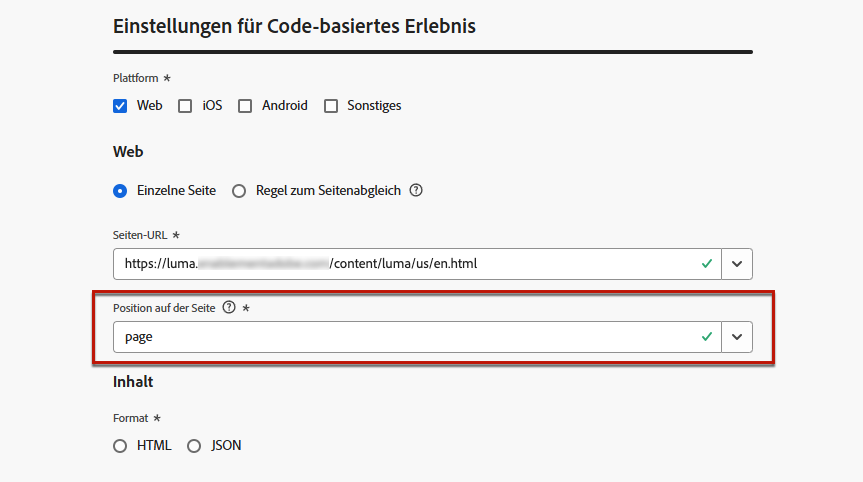 Einstellungen für Code-basiertes Erlebnis
Plattform *
Web iOS Android Sonstiges
Web
Einzelne Seite Regel zum Seitenabgleich ?
Seiten-URL *
https://luma. /content/luma/us/en.html
Position auf der Seite ? *
page
Inhalt
Format *
HTML JSON